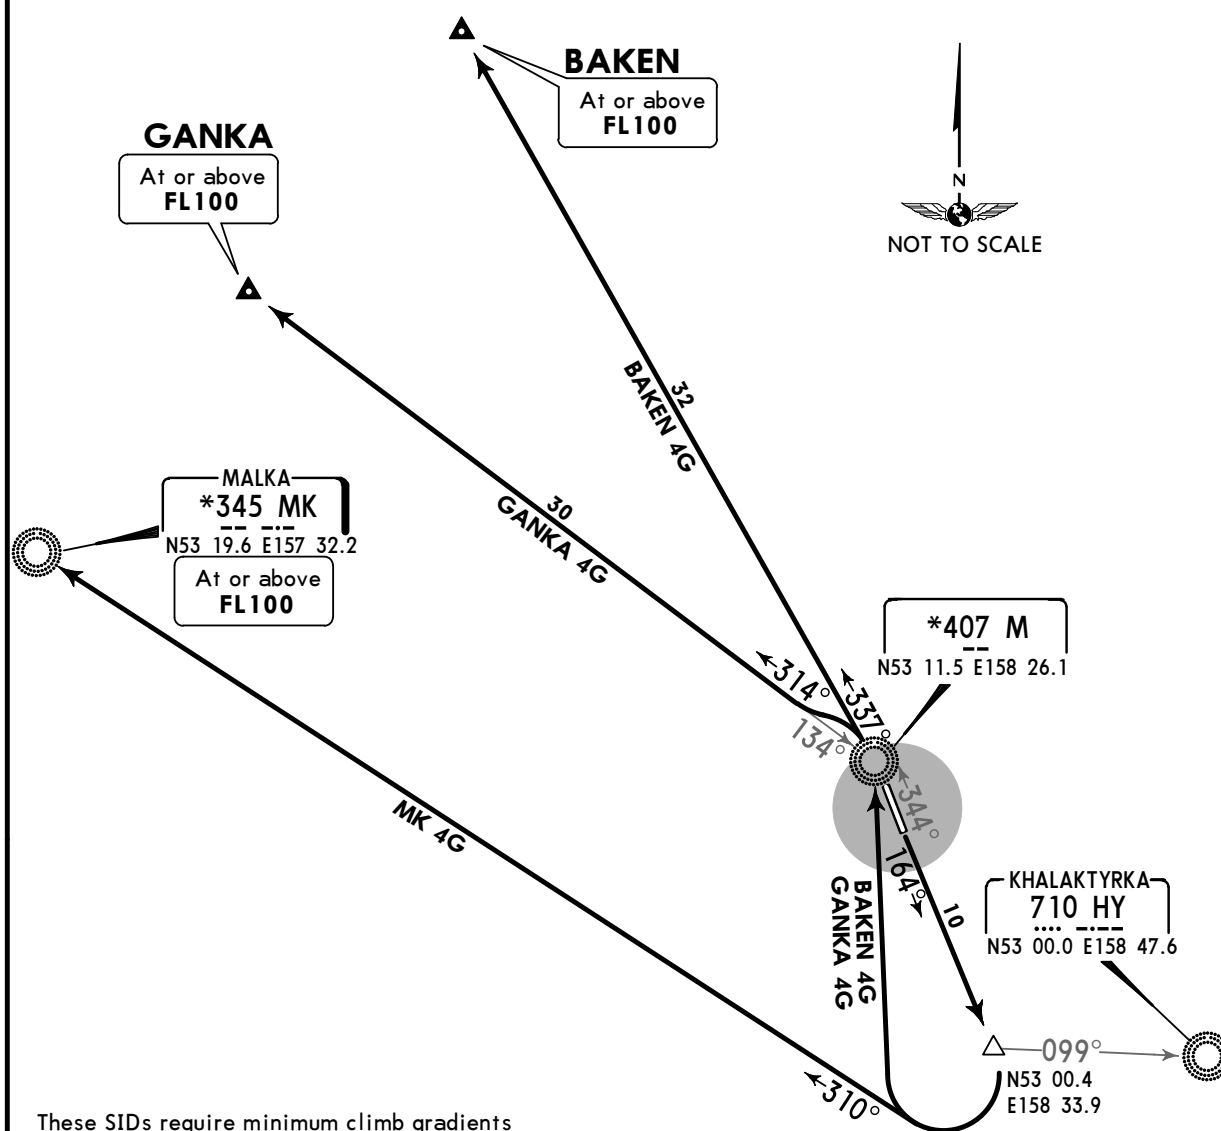 BAKEN
At or above
FL100
GANKA
At or above
FL100
N
NOT TO SCALE
32
BAKEN 4G
30
GANKA 4G
MALKA
*345 MK
N53 19.6 E157 32.2
At or above
FL100
*407 M
N53 11.5 E158 26.1
314°
134°
337°
344°
164°
10
MK 4G
BAKEN 4G
GANKA 4G
KHALAKTYRKA
710 HY
N53 00.0 E158 47.6
099°
N53 00.4
E158 33.9
310°
These SIDs require minimum climb gradients